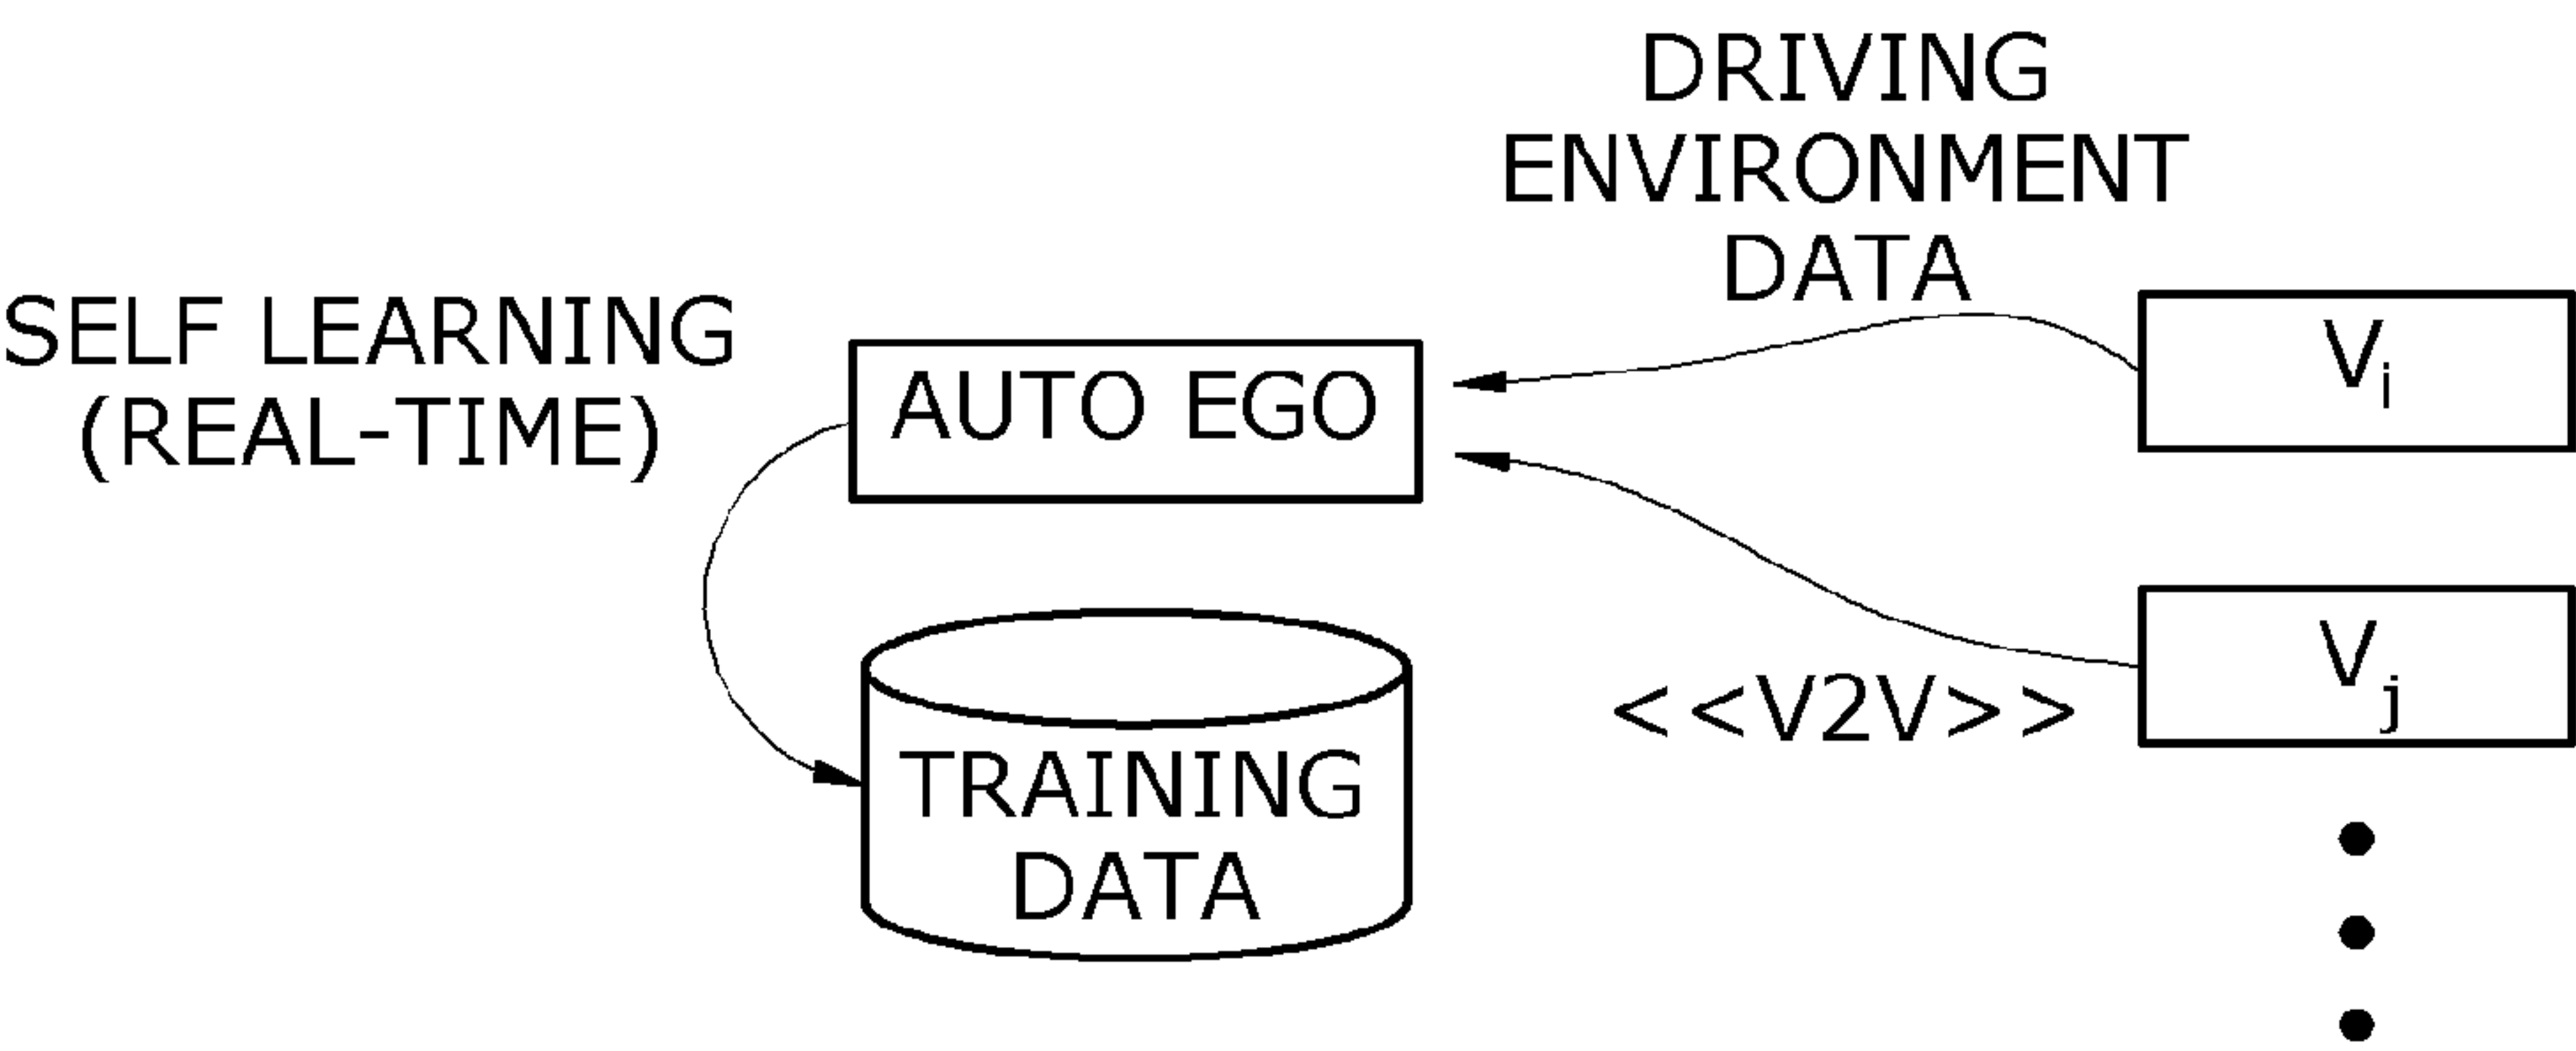 DRIVING
ENVIRONMENT
DATA
SELF LEARNING
(REAL-TIME)
AUTO EGO
Vi
Vj
<<V2V>>
TRAINING
DATA